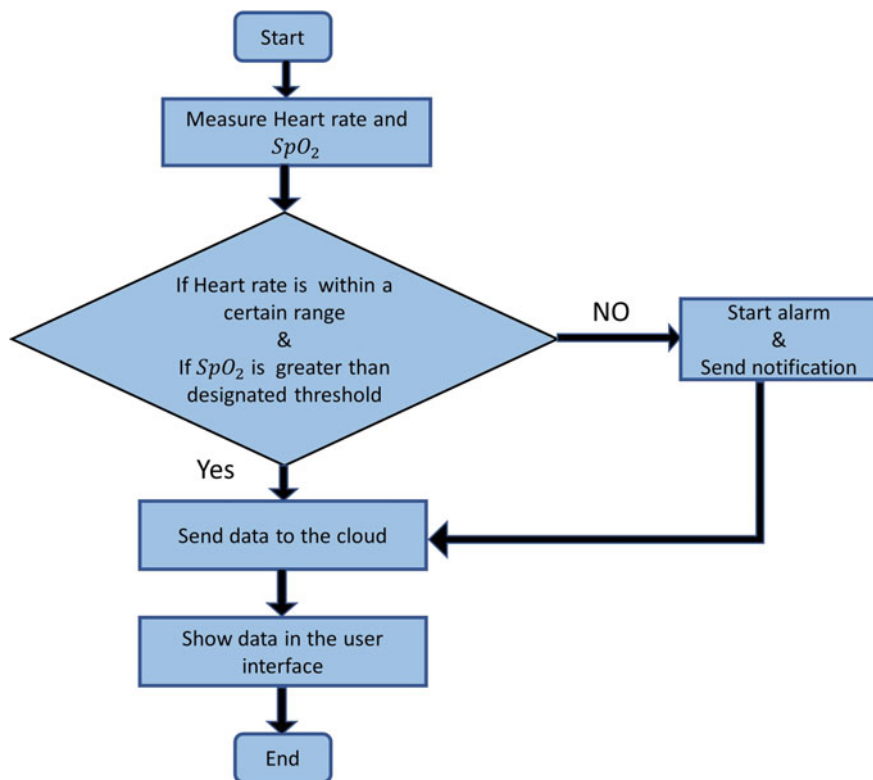 Start
Measure Heart rate and
SpO₂
If Heart rate is within a
certain range
&
If SpO₂ is greater than
designated threshold
NO
Start alarm
&
Send notification
Yes
Send data to the cloud
Show data in the user
interface
End